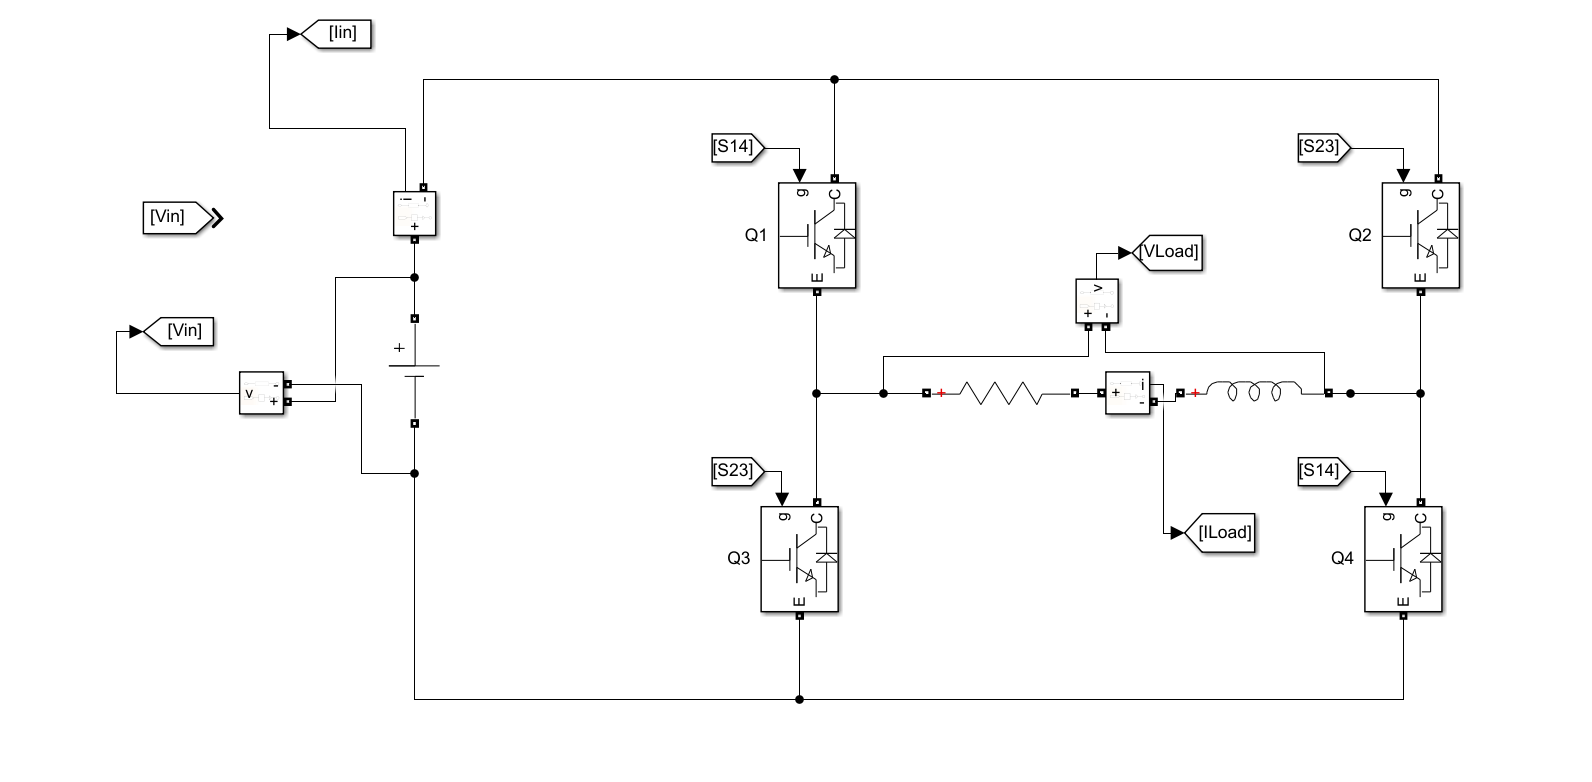 [Iin]
i
-
+
[Vin]
[Vin]
v
-
+
+
[S14]
g
C
Q1
E
[S23]
g
C
Q2
E
[VLoad]
v
+
-
+
+
i
-
+
[ILoad]
[S23]
g
C
Q3
E
[S14]
g
C
Q4
E